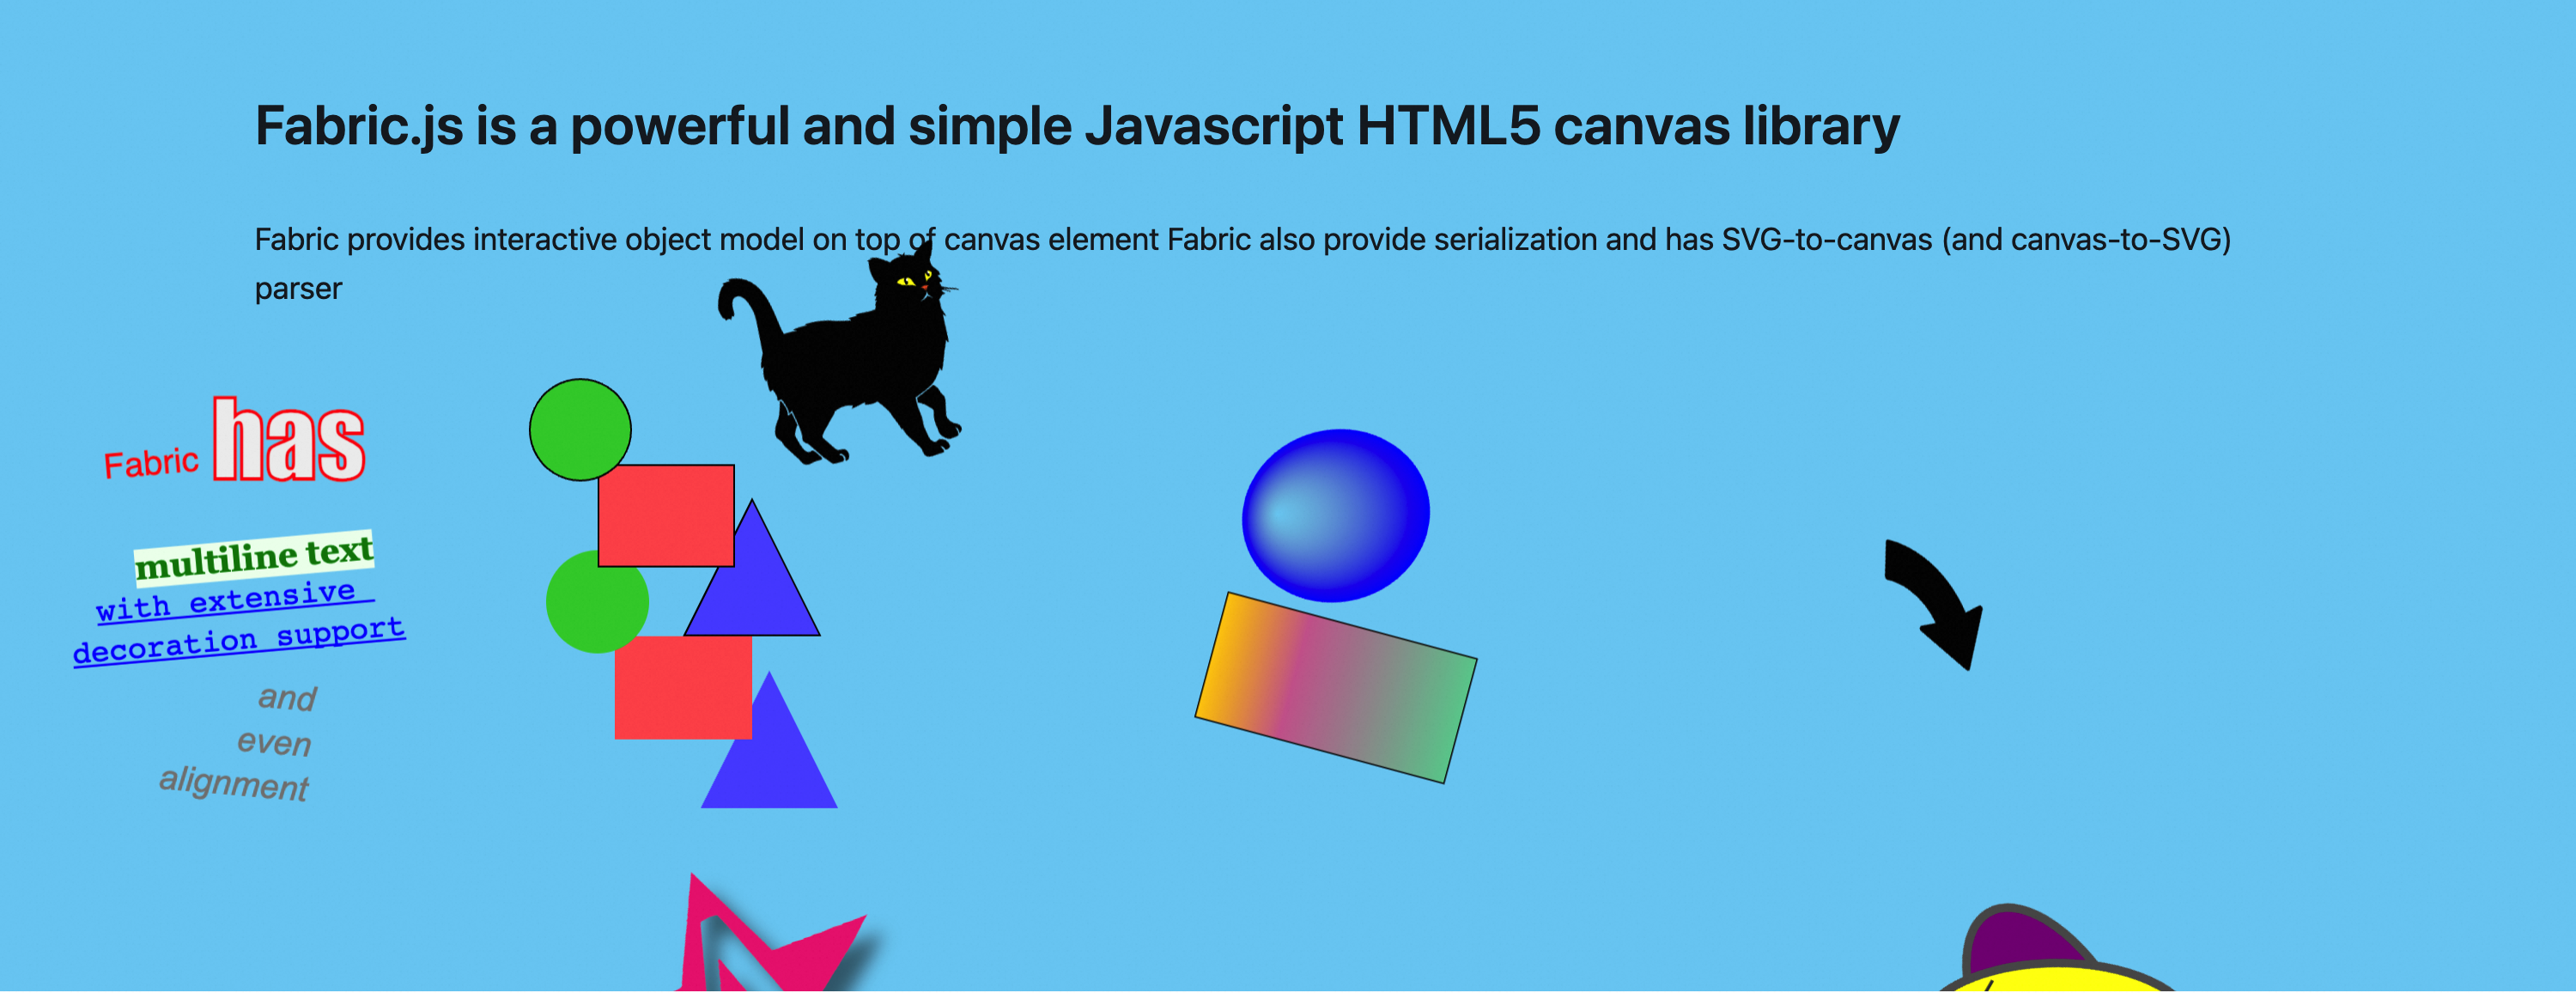 Fabric.js is a powerful and simple Javascript HTML5 canvas library
Fabric provides interactive object model on top of canvas element Fabric also provide serialization and has SVG-to-canvas (and canvas-to-SVG)
parser
Fabric has
multiline text
with extensive
decoration support
and
even
alignment